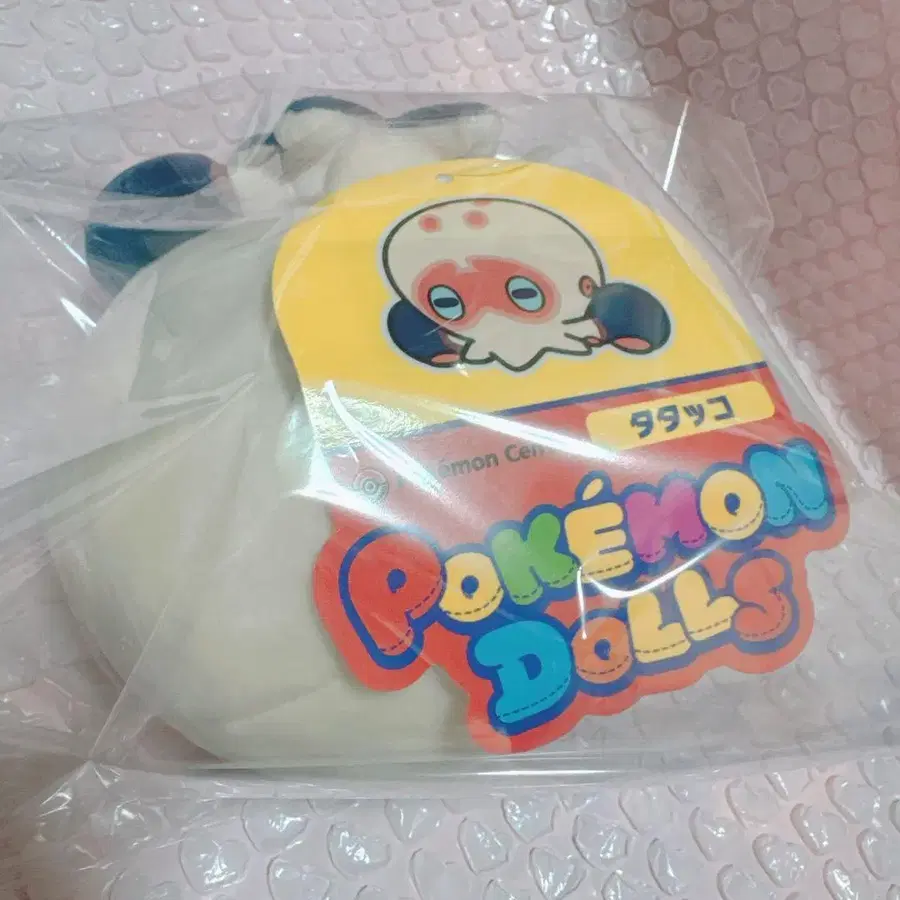 タタッコ
Pokémon Cen
POKÉMON
DOLLS